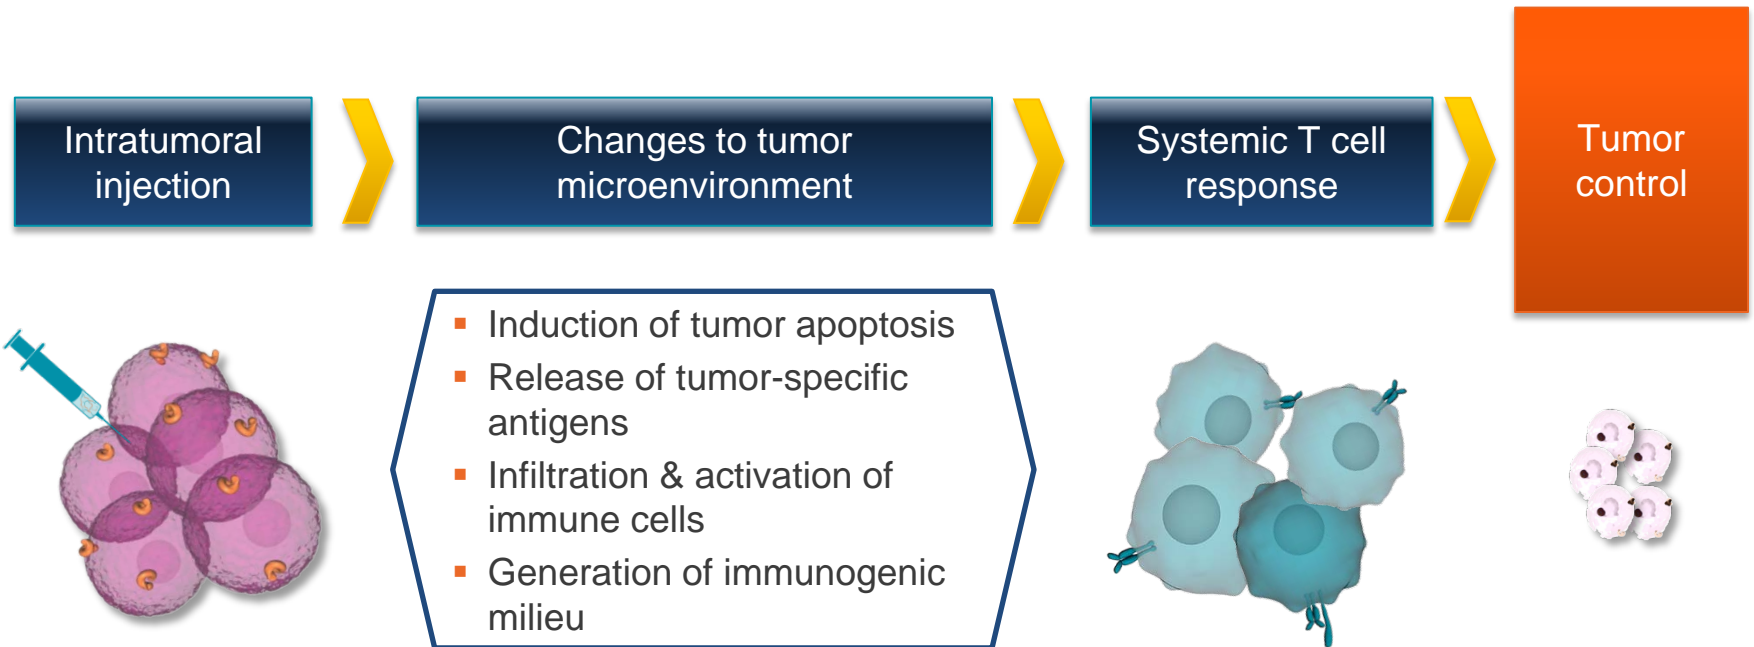 Intratumoral
injection
Changes to tumor
microenvironment
Systemic T cell
response
Tumor
control
▪ Induction of tumor apoptosis
▪ Release of tumor-specific
antigens
▪ Infiltration & activation of
immune cells
▪ Generation of immunogenic
milieu